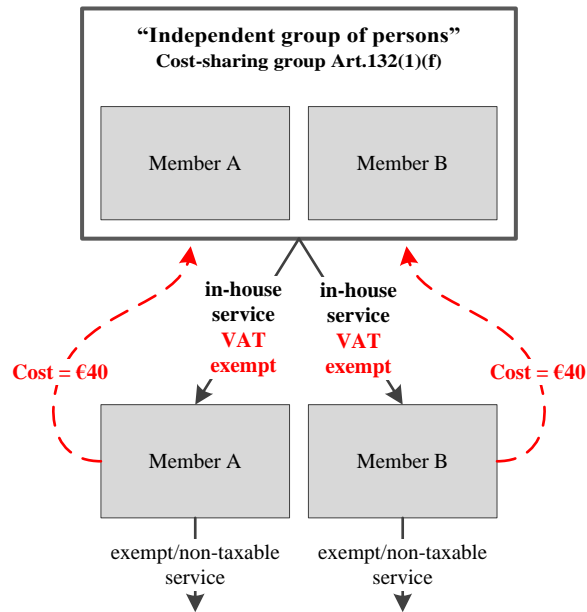 “Independent group of persons”
Cost-sharing group Art.132(1)(f)
Member A
Member B
in-house
service
VAT
exempt
in-house
service
VAT
exempt
Cost = €40
Cost = €40
Member A
Member B
exempt/non-taxable
service
exempt/non-taxable
service